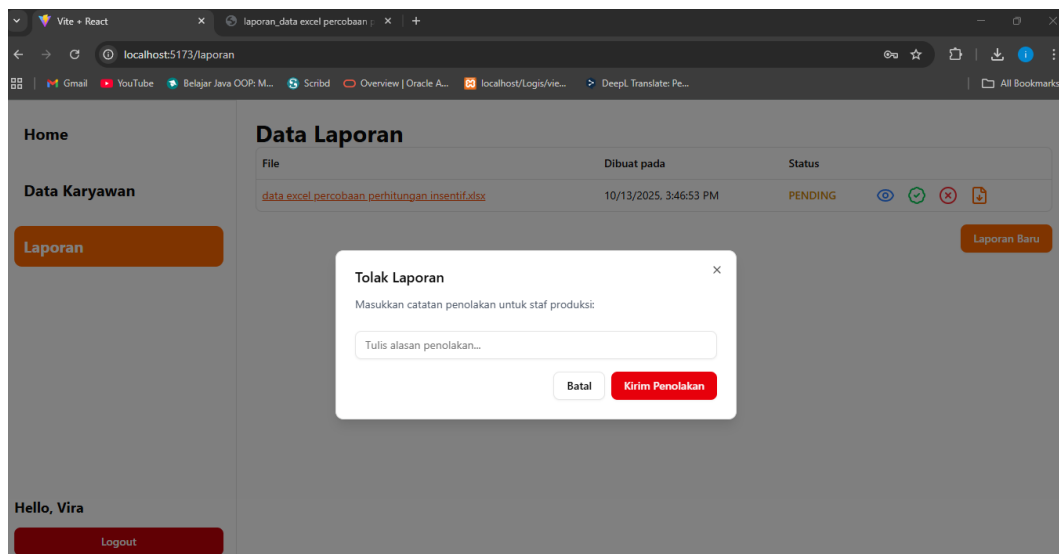 Vite + React
laporan_data excel percobaan p
localhost:5173/laporan
Gmail YouTube Belajar Java OOP: M... Scribd Overview | Oracle A... localhost/Logis/vie... DeepL Translate: Pe... All Bookmarks
Home
Data Karyawan
Laporan
Data Laporan
File Dibuat pada Status
data excel percobaan perhitungan insentif.xlsx 10/13/2025, 3:46:53 PM PENDING
Laporan Baru
Tolak Laporan
Masukkan catatan penolakan untuk staf produksi:
Tulis alasan penolakan...
Batal Kirim Penolakan
Hello, Vira
Logout